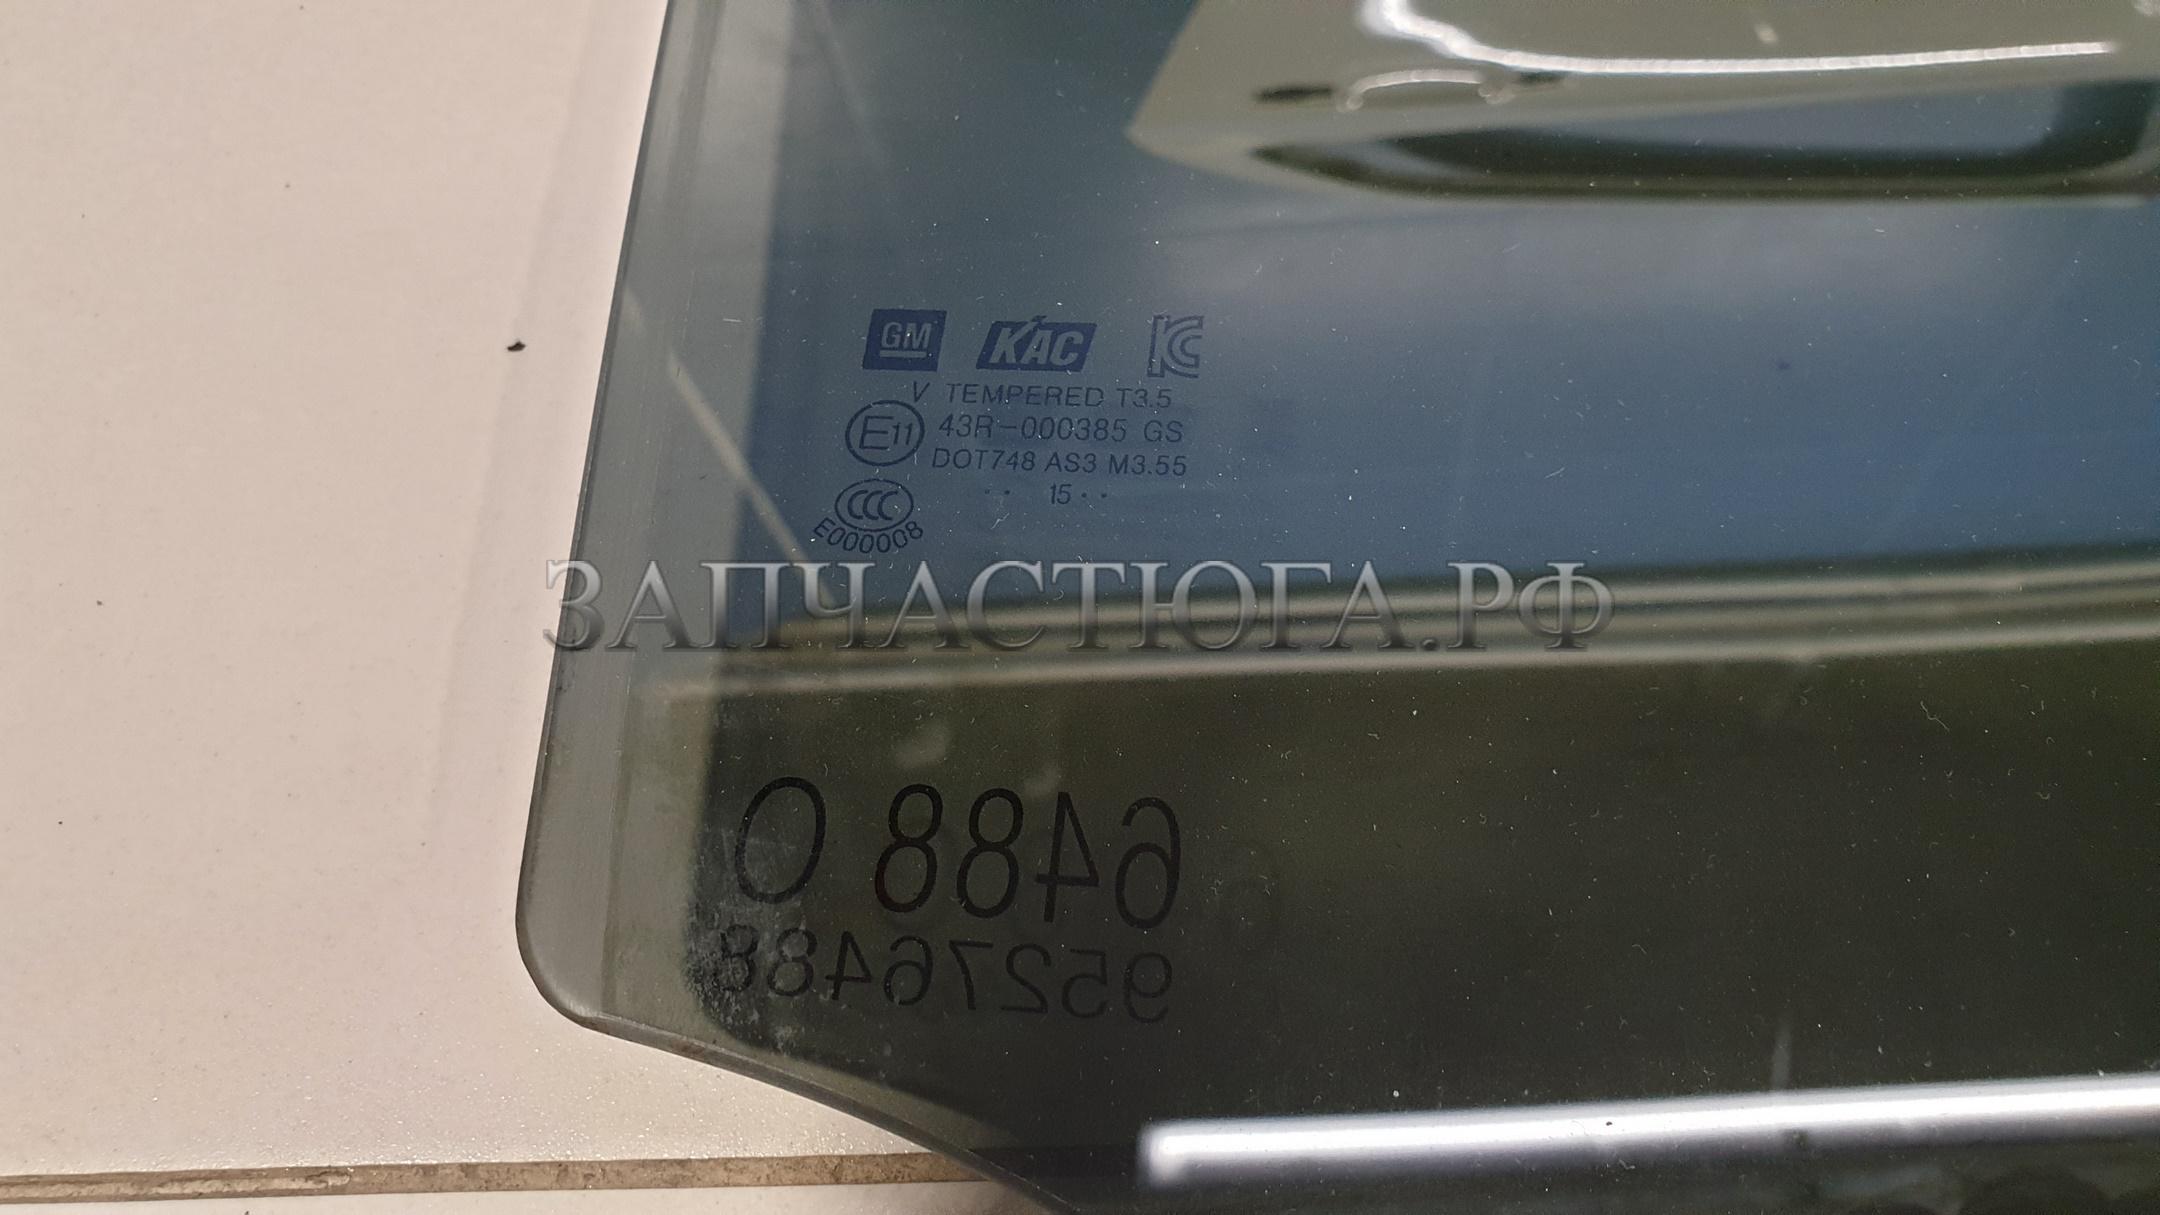 GM KAC KC
V TEMPERED T3.5
E11 43R-000385 GS
DOT748 AS3 M3.55
·· 15··
CCC
E000008
ЗАПЧАСТЮГА.РФ
6488 O
95276488